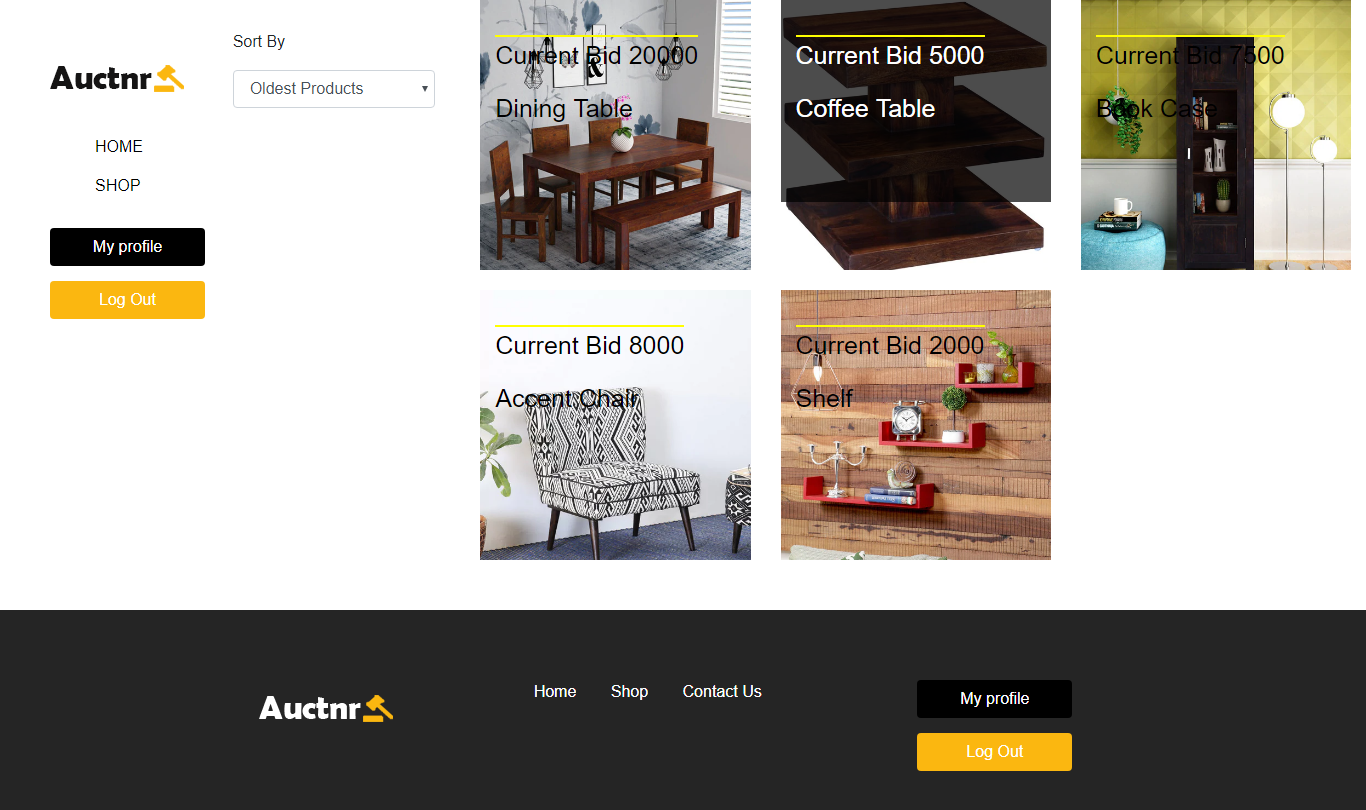 Auctnr
HOME
SHOP
My profile
Log Out
Sort By
Oldest Products
Current Bid 20000
Dining Table
Current Bid 5000
Coffee Table
Current Bid 7500
Book Case
Current Bid 8000
Accent Chair
Current Bid 2000
Shelf
Auctnr
Home Shop Contact Us
My profile
Log Out